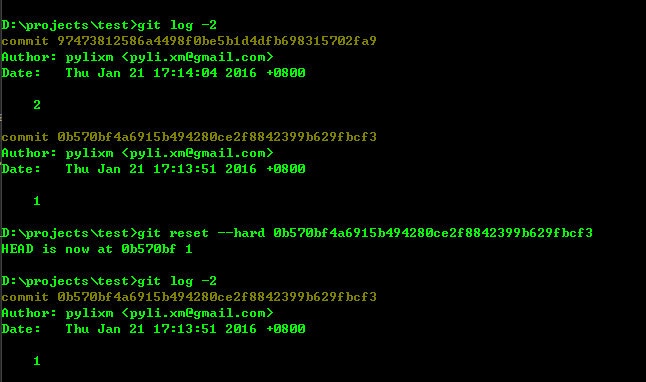 D:\projects\test>git log -2
commit 97473812586a4498f0be5b1d4dfb698315702fa9
Author: pylixm <pyli.xm@gmail.com>
Date:   Thu Jan 21 17:14:04 2016 +0800
2
commit 0b570bf4a6915b494280ce2f8842399b629fbcf3
Author: pylixm <pyli.xm@gmail.com>
Date:   Thu Jan 21 17:13:51 2016 +0800
1
D:\projects\test>git reset --hard 0b570bf4a6915b494280ce2f8842399b629fbcf3
HEAD is now at 0b570bf 1
D:\projects\test>git log -2
commit 0b570bf4a6915b494280ce2f8842399b629fbcf3
Author: pylixm <pyli.xm@gmail.com>
Date:   Thu Jan 21 17:13:51 2016 +0800
1